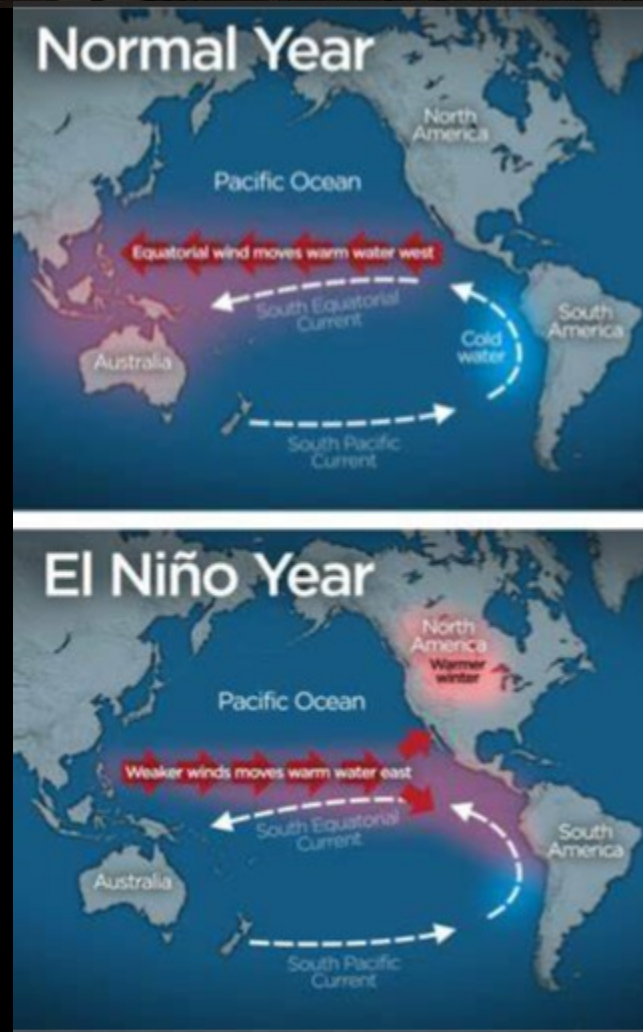 Normal Year
North
America
Pacific Ocean
Equatorial wind moves warm water west
South Equatorial
Current
South
America
Cold
water
Australia
South Pacific
Current
El Niño Year
North
America
Warmer
winter
Pacific Ocean
Weaker winds moves warm water east
South Equatorial
Current
South
America
Australia
South Pacific
Current